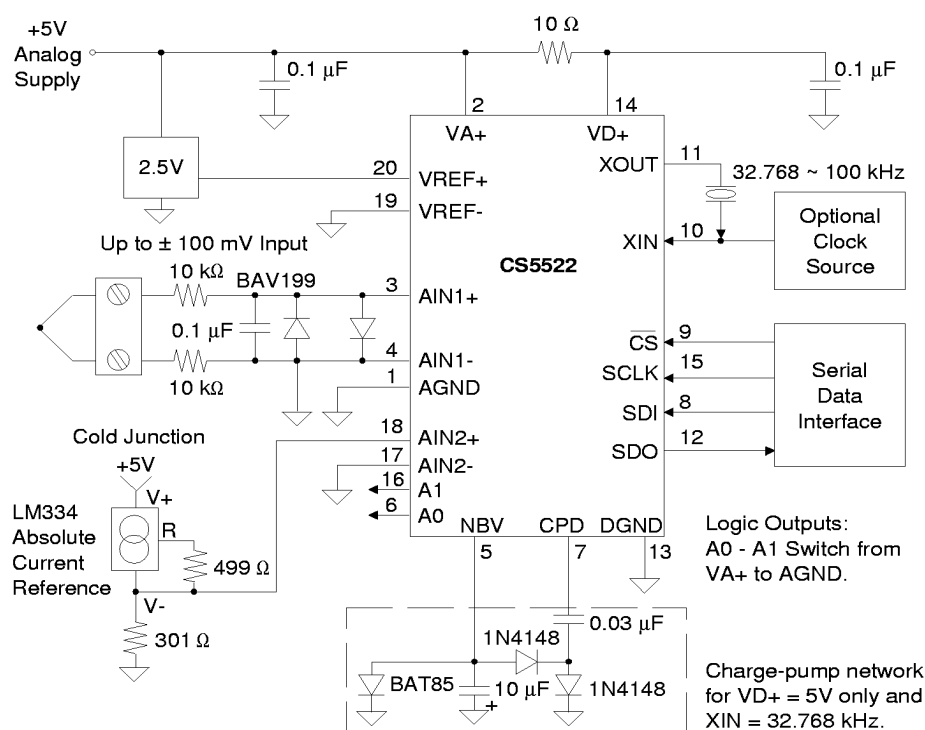 +5V
Analog
Supply
10 Ω
0.1 µF
0.1 µF
2
14
VA+
VD+
2.5V
20
VREF+
19
VREF-
XOUT
11
32.768 ~ 100 kHz
XIN
10
Optional
Clock
Source
CS5522
Up to ± 100 mV Input
10 kΩ
BAV199
3
AIN1+
0.1 µF
4
AIN1-
10 kΩ
1
AGND
CS
9
SCLK
15
SDI
8
SDO
12
Serial
Data
Interface
Cold Junction
+5V
18
AIN2+
17
AIN2-
16
A1
6
A0
V+
LM334
Absolute
Current
Reference
R
499 Ω
V-
301 Ω
NBV
CPD
DGND
5
7
13
Logic Outputs:
A0 - A1 Switch from
VA+ to AGND.
0.03 µF
1N4148
BAT85
10 µF
+
1N4148
Charge-pump network
for VD+ = 5V only and
XIN = 32.768 kHz.